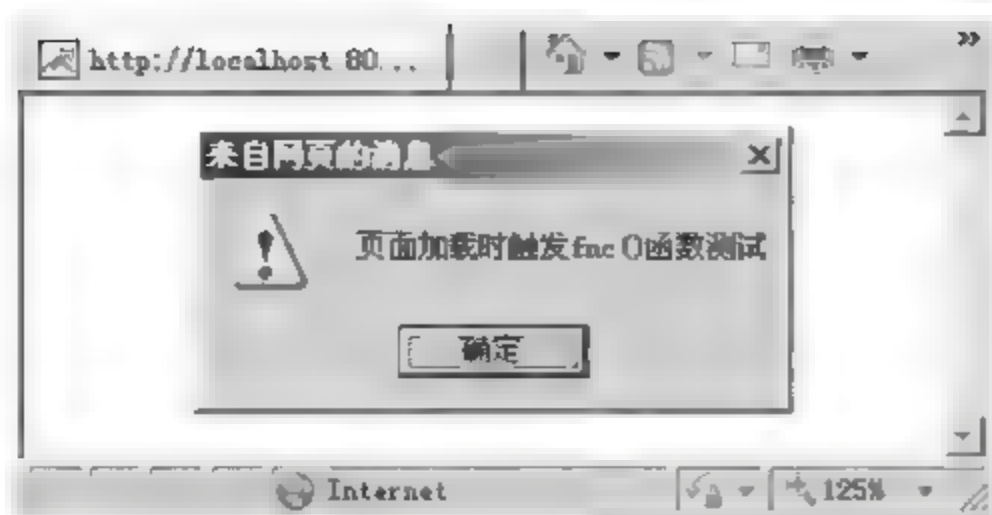 http://localhost 80...
来自网页的消息
页面加载时触发fnc()函数测试
确定
Internet
125%